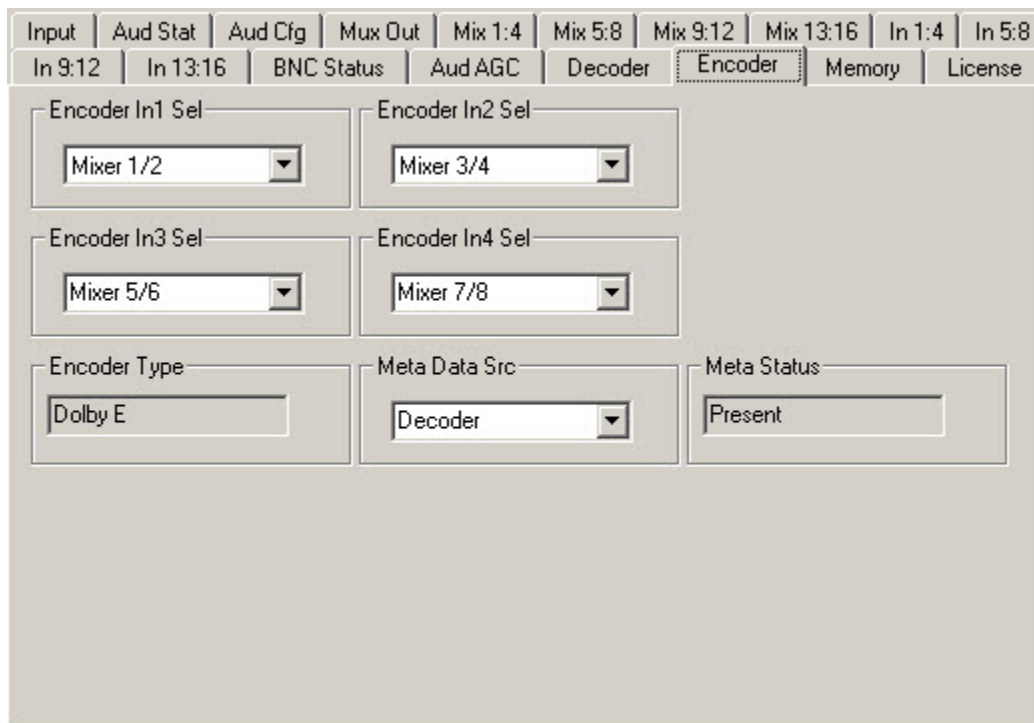 Input Aud Stat Aud Cfg Mux Out Mix 1:4 Mix 5:8 Mix 9:12 Mix 13:16 In 1:4 In 5:8
In 9:12 In 13:16 BNC Status Aud AGC Decoder Encoder Memory License
Encoder In1 Sel Encoder In2 Sel
Mixer 1/2 Mixer 3/4
Encoder In3 Sel Encoder In4 Sel
Mixer 5/6 Mixer 7/8
Encoder Type Meta Data Src Meta Status
Dolby E Decoder Present